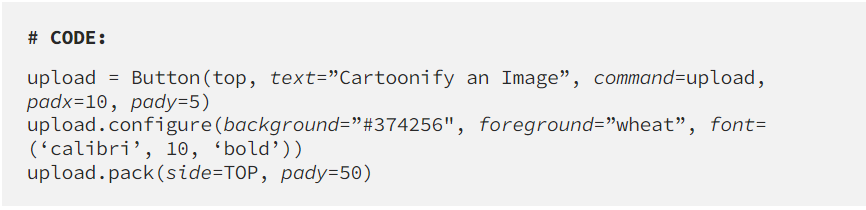 # CODE:
upload = Button(top, text=”Cartoonify an Image”, command=upload,
padx=10, pady=5)
upload.configure(background=”#374256", foreground=”wheat”, font=
(‘calibri’, 10, ‘bold’))
upload.pack(side=TOP, pady=50)